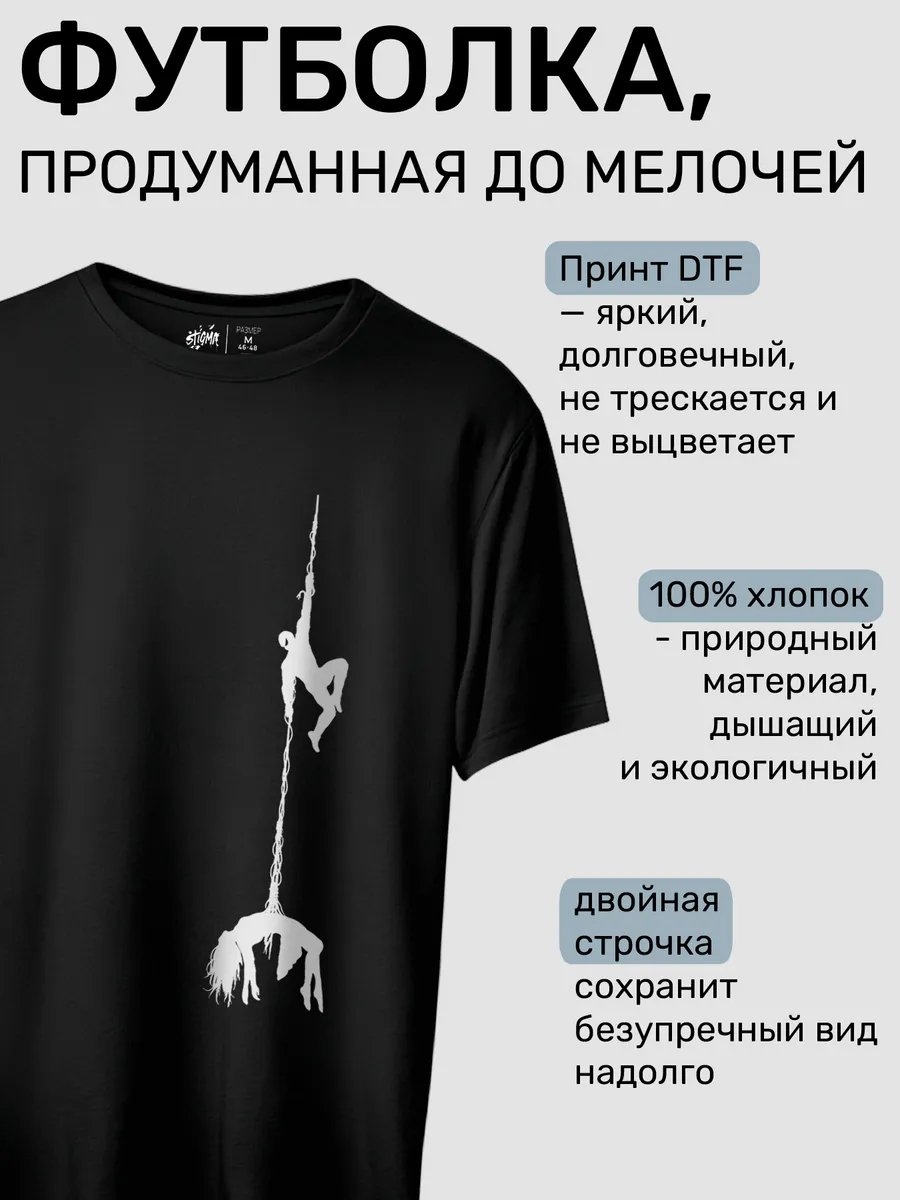 ФУТБОЛКА,
ПРОДУМАННАЯ ДО МЕЛОЧЕЙ
Принт DTF
— яркий,
долговечный,
не трескается и
не выцветает
STIGMA
РАЗМЕР
M
46-48
100% хлопок
- природный
материал,
дышащий
и экологичный
двойная
строчка
сохранит
безупречный вид
надолго